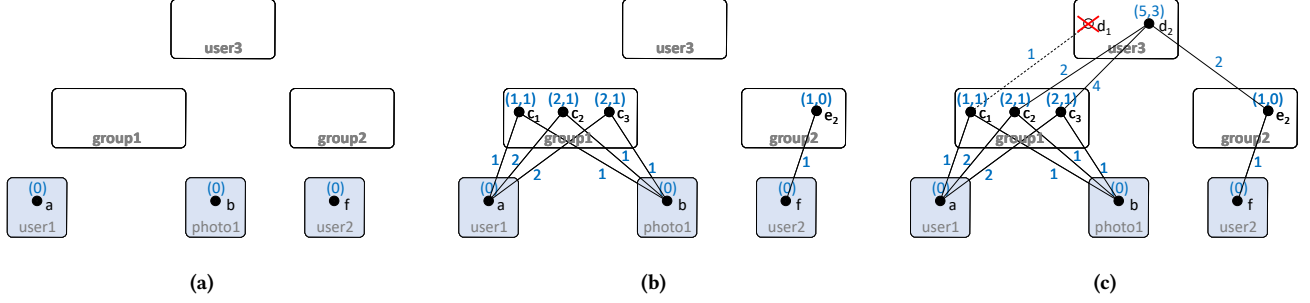 user3
group1
group2
(0)
a
user1
(0)
b
photo1
(0)
f
user2
(a)
user3
(1,1)
(2,1)
(2,1)
c1
c2
c3
group1
(1,0)
e2
group2
1
2
2
1
1
1
1
(0)
a
user1
(0)
b
photo1
(0)
f
user2
(b)
(5,3)
d1
d2
user3
1
2
4
2
(1,1)
(2,1)
(2,1)
c1
c2
c3
group1
(1,0)
e2
group2
1
2
2
1
1
1
1
(0)
a
user1
(0)
b
photo1
(0)
f
user2
(c)